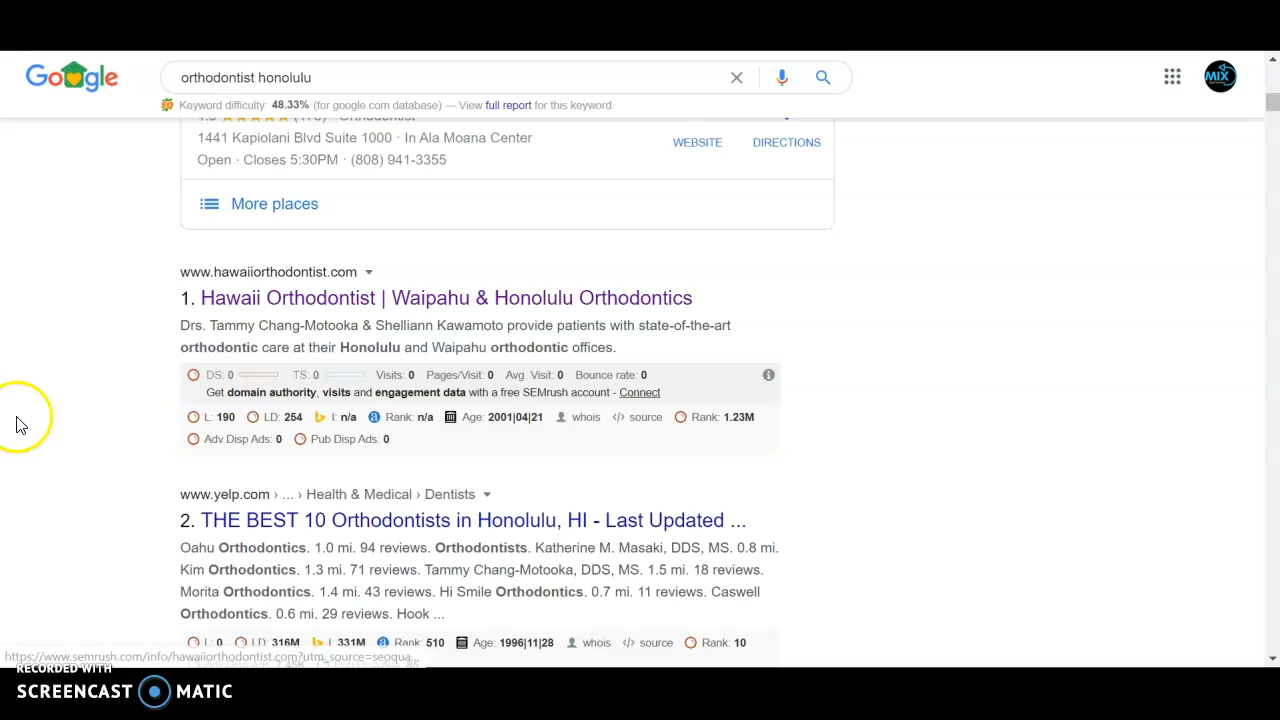 Google
orthodontist honolulu
MIX
Keyword difficulty: 48.33% (for google.com database) — View full report for this keyword
1441 Kapiolani Blvd Suite 1000 · In Ala Moana Center
WEBSITE DIRECTIONS
Open · Closes 5:30PM · (808) 941-3355
More places
www.hawaiiorthodontist.com
1. Hawaii Orthodontist | Waipahu & Honolulu Orthodontics
Drs. Tammy Chang-Motooka & Shelliann Kawamoto provide patients with state-of-the-art
orthodontic care at their Honolulu and Waipahu orthodontic offices.
DS: 0 TS: 0 Visits: 0 Pages/Visit: 0 Avg. Visit: 0 Bounce rate: 0
Get domain authority, visits and engagement data with a free SEMrush account - Connect
L: 190 LD: 254 I: n/a Rank: n/a Age: 2001|04|21 whois </> source Rank: 1.23M
Adv Disp Ads: 0 Pub Disp Ads: 0
www.yelp.com › ... › Health & Medical › Dentists
2. THE BEST 10 Orthodontists in Honolulu, HI - Last Updated ...
Oahu Orthodontics. 1.0 mi. 94 reviews. Orthodontists. Katherine M. Masaki, DDS, MS. 0.8 mi.
Kim Orthodontics. 1.3 mi. 71 reviews. Tammy Chang-Motooka, DDS, MS. 1.5 mi. 18 reviews.
Morita Orthodontics. 1.4 mi. 43 reviews. Hi Smile Orthodontics. 0.7 mi. 11 reviews. Caswell
Orthodontics. 0.6 mi. 29 reviews. Hook ...
L: 0 LD: 316M I: 331M Rank: 510 Age: 1996|11|28 whois </> source Rank: 10
https://www.semrush.com/info/hawaiiorthodontist.com?utm_source=seoqua...
RECORDED WITH
SCREENCAST MATIC